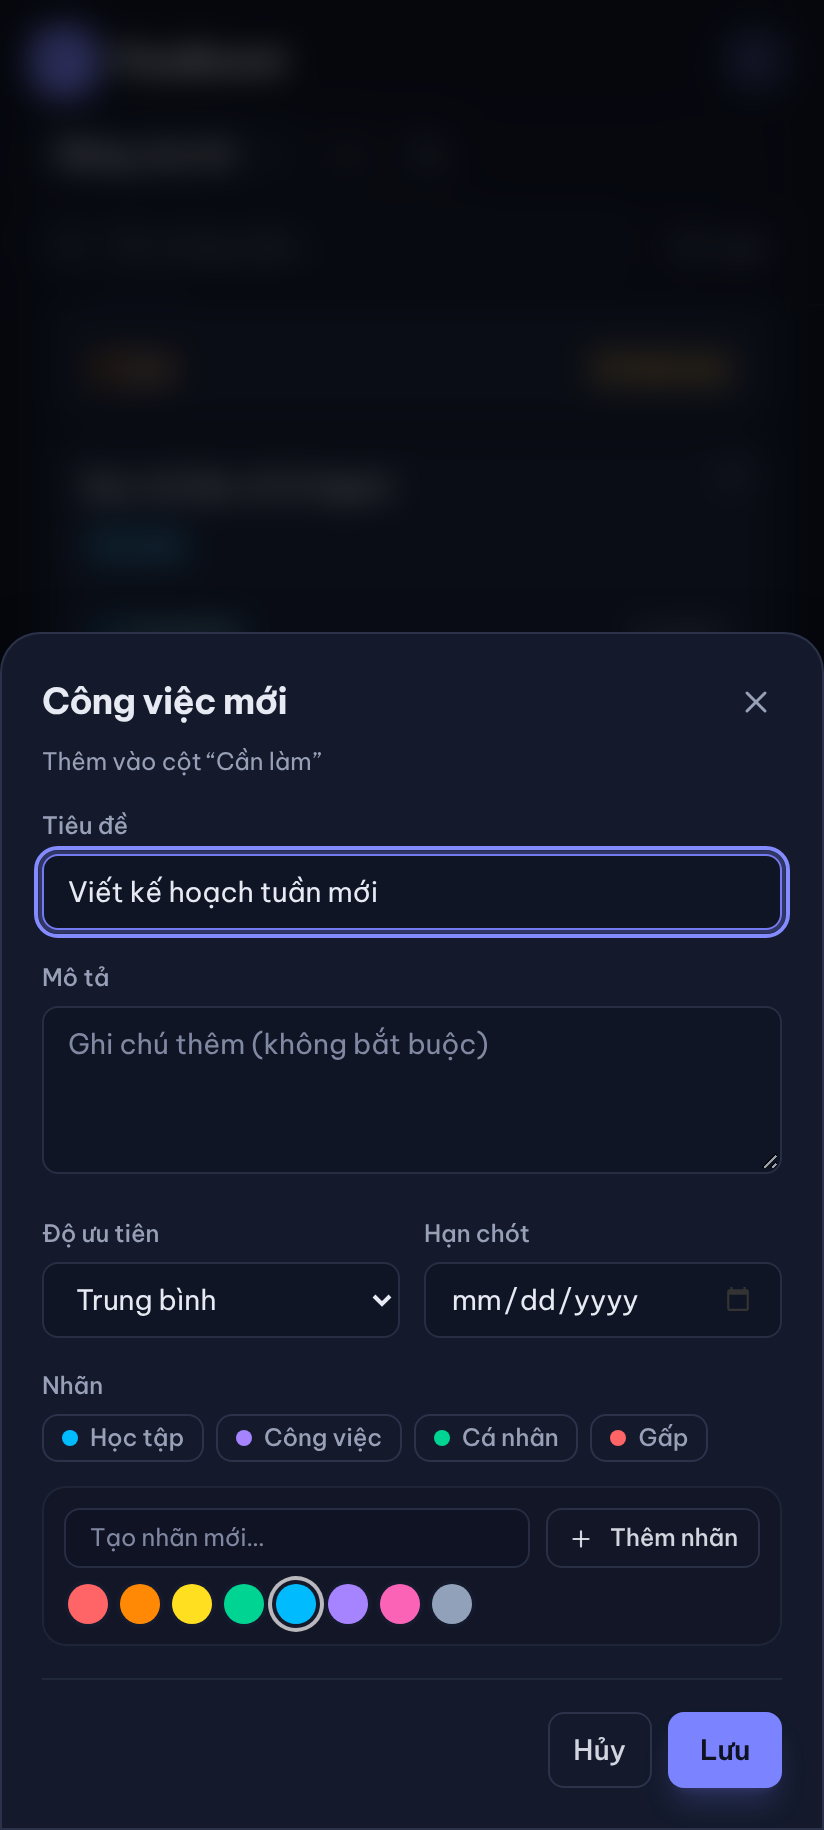 Công việc mới
Thêm vào cột “Cần làm”
Tiêu đề
Viết kế hoạch tuần mới
Mô tả
Ghi chú thêm (không bắt buộc)
Độ ưu tiên
Hạn chót
Trung bình
mm/dd/yyyy
Nhãn
Học tập
Công việc
Cá nhân
Gấp
Tạo nhãn mới...
Thêm nhãn
Hủy
Lưu